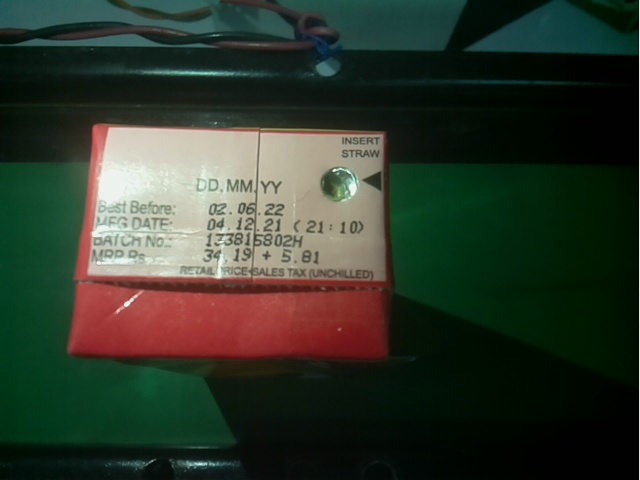 INSERT
STRAW
DD.MM.YY
Best Before: 02.06.22
MFG DATE: 04.12.21 (21:10)
BATCH No.: 133815802H
MRP Rs. 34.19 + 5.81
RETAIL PRICE+SALES TAX (UNCHILLED)